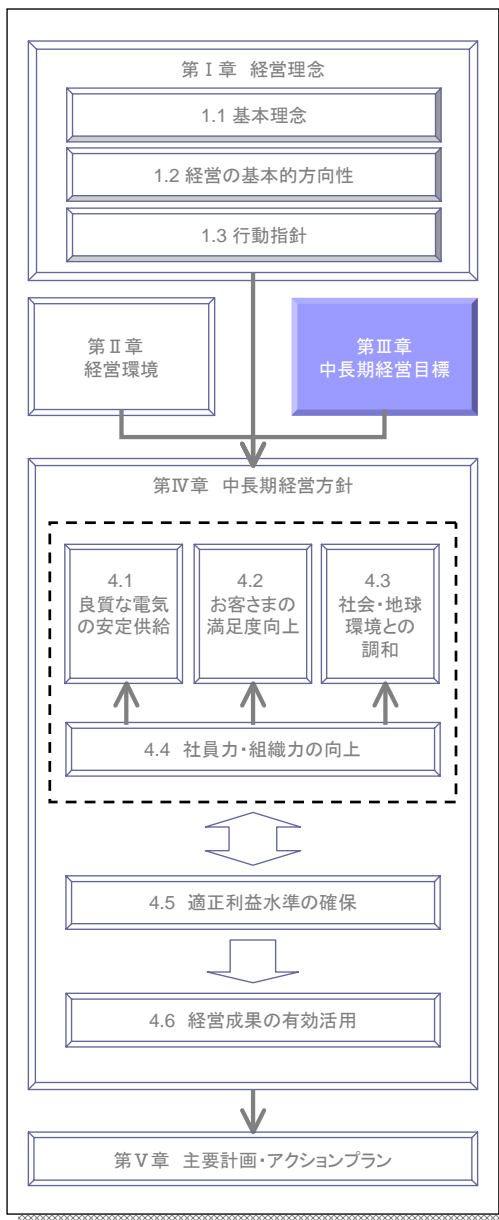 第Ⅰ章 経営理念
1.1 基本理念
1.2 経営の基本的方向性
1.3 行動指針
第Ⅱ章
経営環境
第Ⅲ章
中長期経営目標
第Ⅳ章 中長期経営方針
4.1
良質な電気
の安定供給
4.2
お客さまの
満足度向上
4.3
社会・地球
環境との
調和
4.4 社員力・組織力の向上
4.5 適正利益水準の確保
4.6 経営成果の有効活用
第Ⅴ章 主要計画・アクションプラン